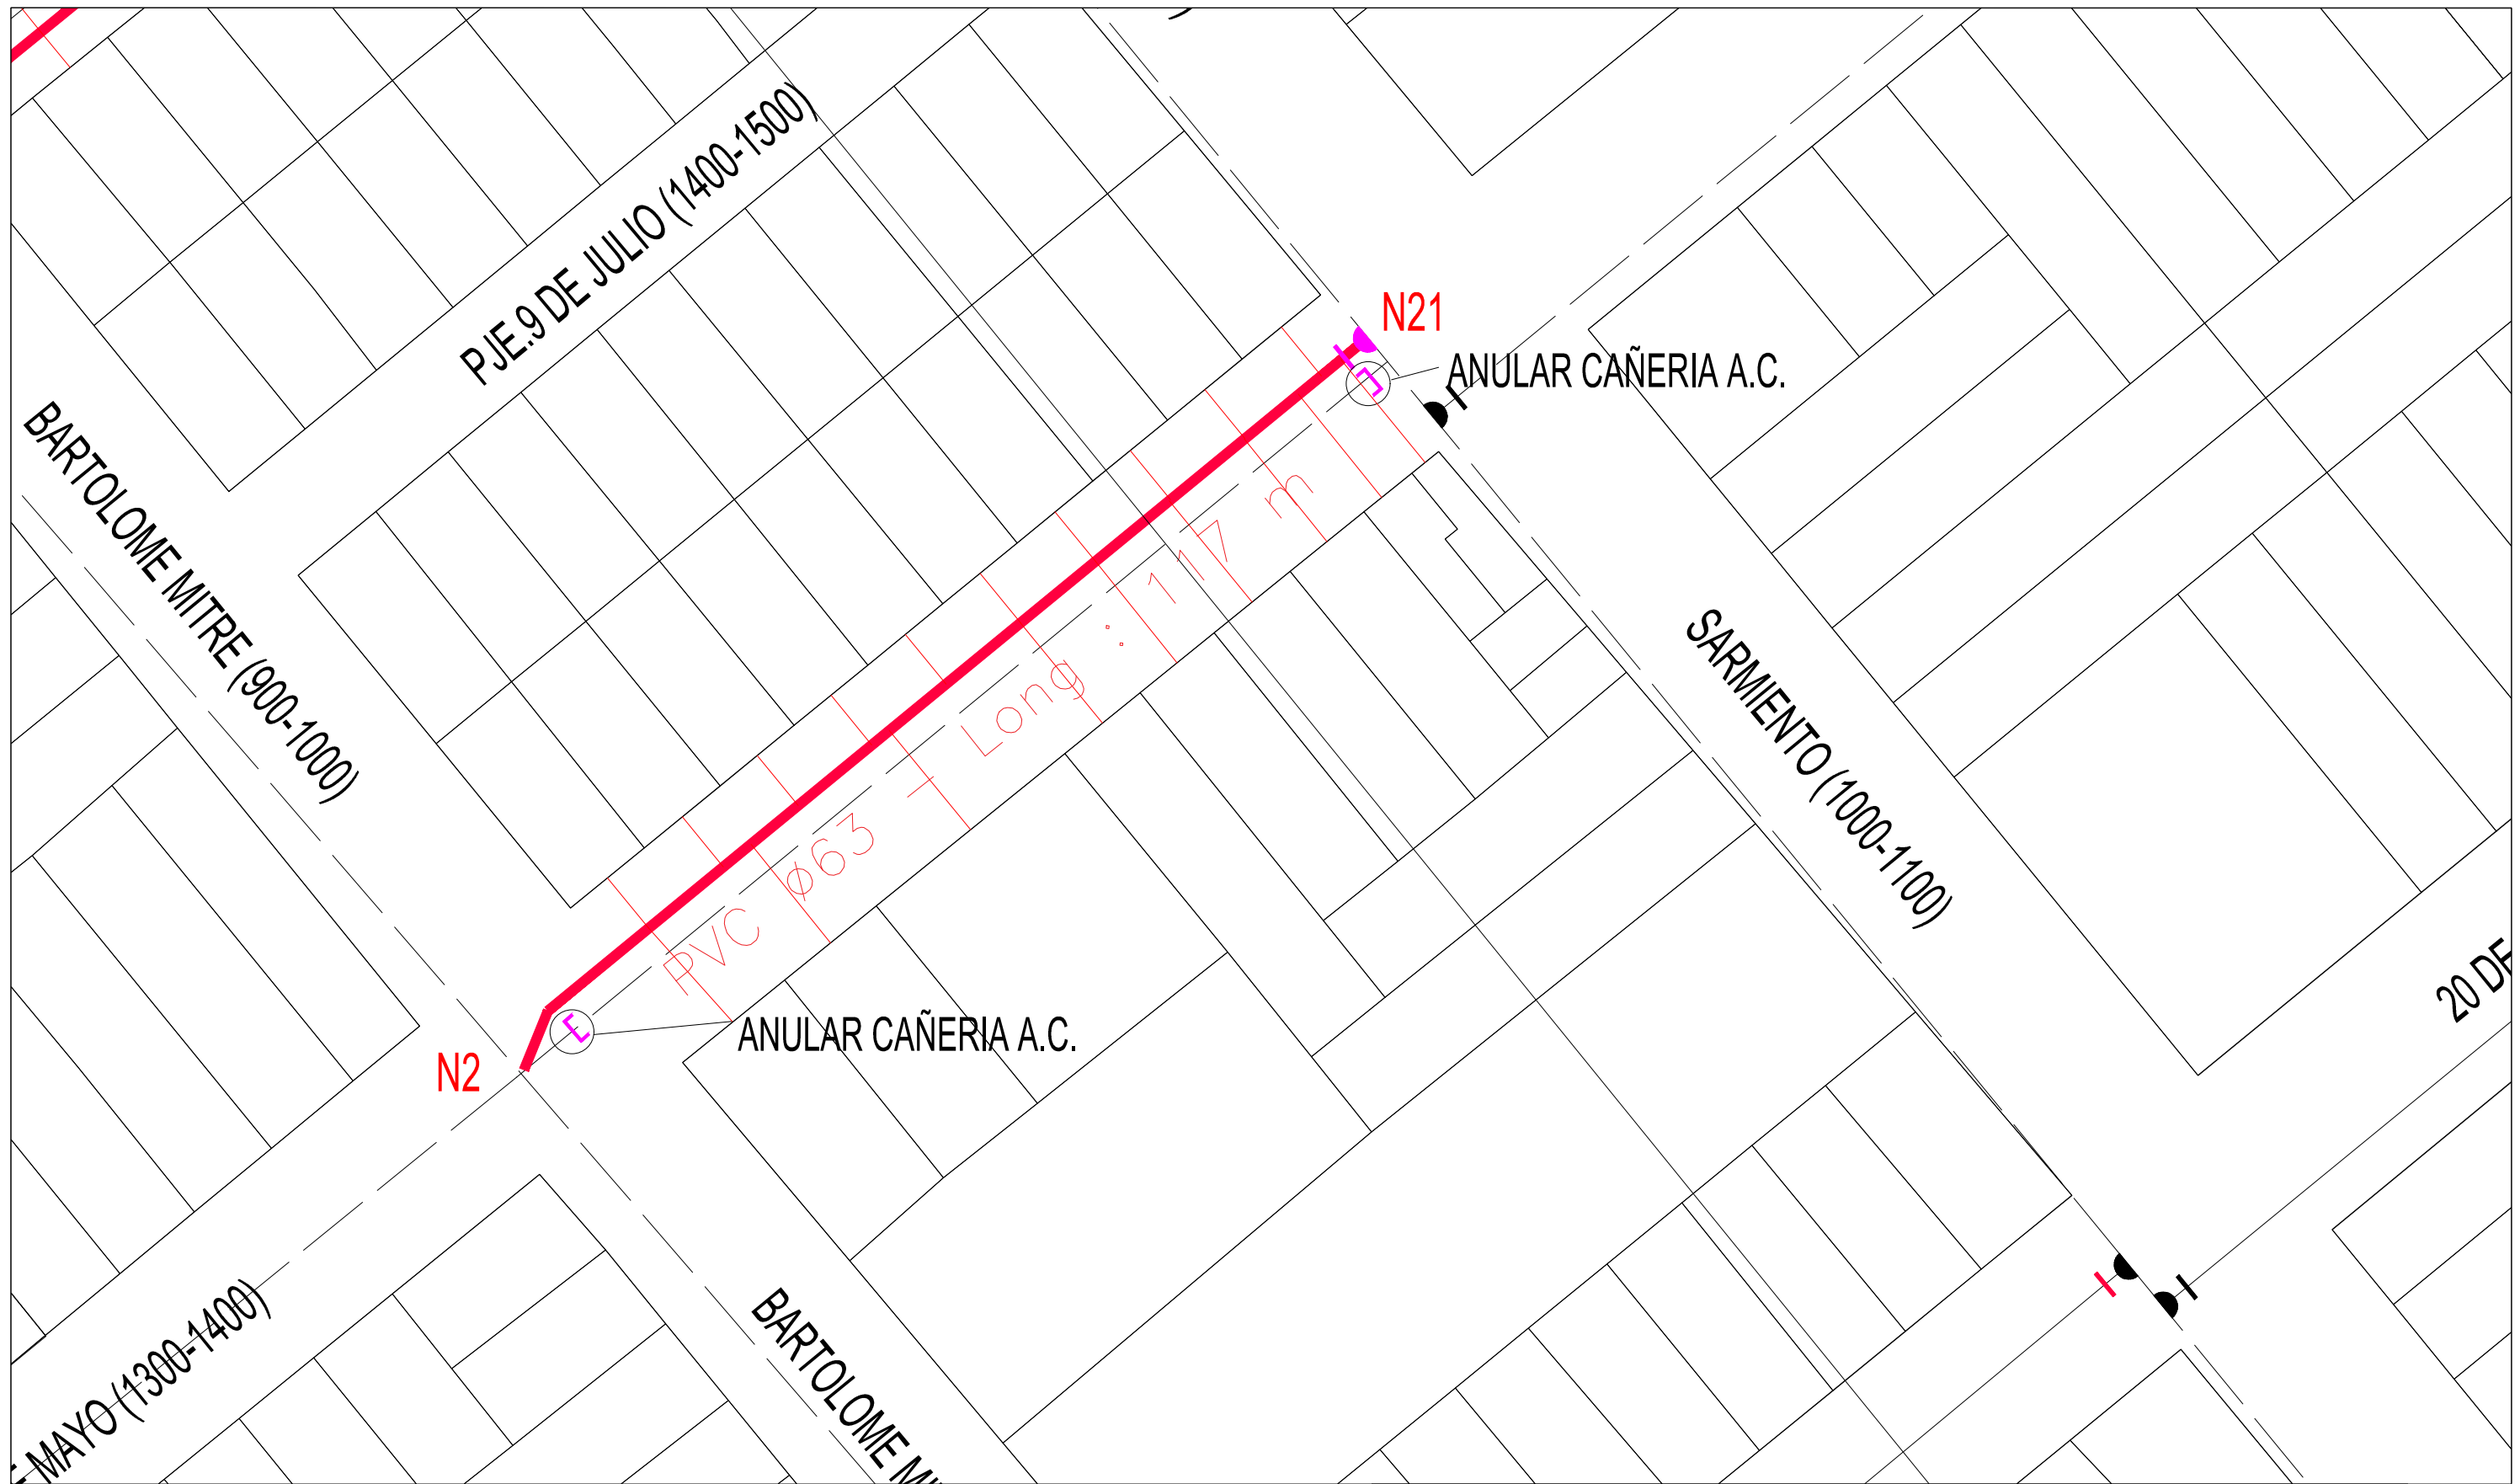 PJE.9 DE JULIO (1400-1500)
N21
ANULAR CAÑERIA A.C.
BARTOLOME MITRE (900-1000)
PVC ø63 - Long : 117 m
SARMIENTO (1000-1100)
20 DE
N2
ANULAR CAÑERIA A.C.
MAYO (1300-1400)
BARTOLOME